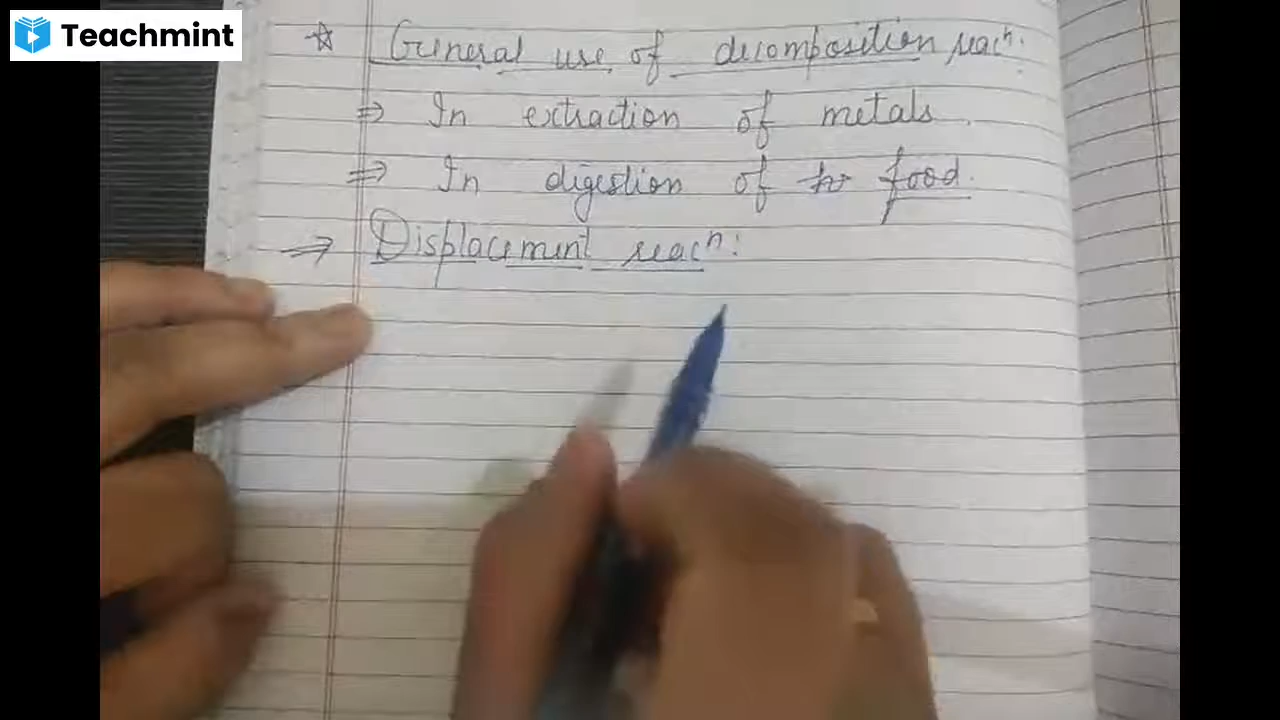 Teachmint
☆ General use of decomposition reacⁿ:
⇒ In extraction of metals.
⇒ In digestion of food.
⇒ Displacement reacⁿ: